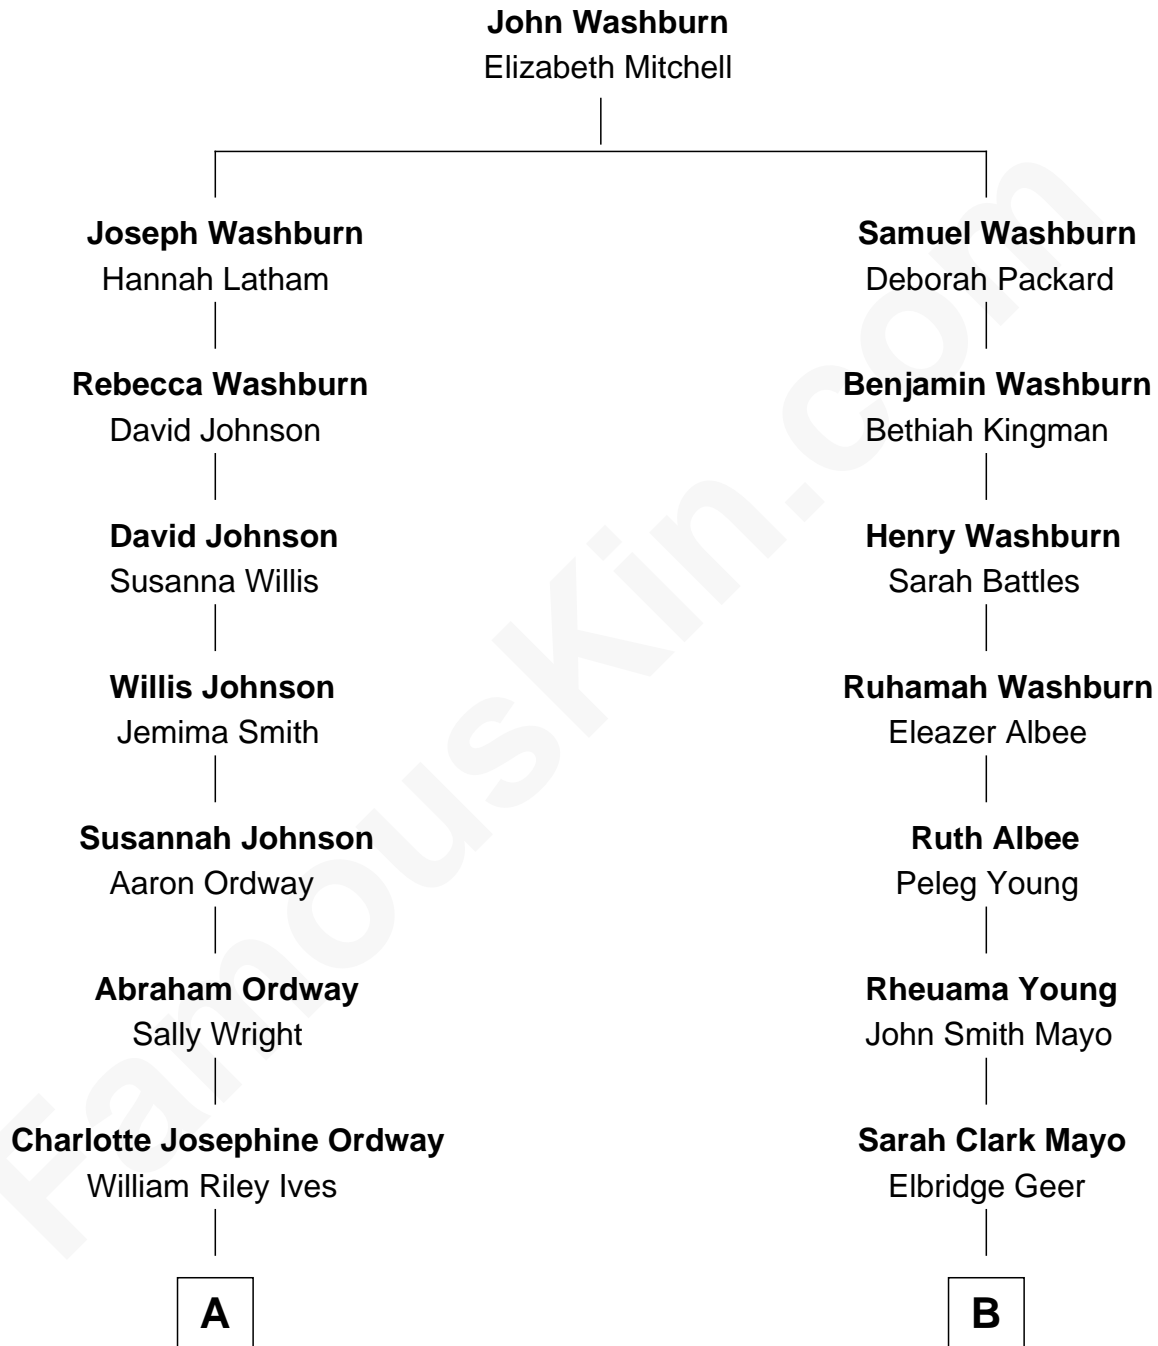 John Washburn
Elizabeth Mitchell
Joseph Washburn
Hannah Latham
Samuel Washburn
Deborah Packard
Rebecca Washburn
David Johnson
Benjamin Washburn
Bethiah Kingman
David Johnson
Susanna Willis
Henry Washburn
Sarah Battles
Willis Johnson
Jemima Smith
Ruhamah Washburn
Eleazer Albee
Susannah Johnson
Aaron Ordway
Ruth Albee
Peleg Young
Abraham Ordway
Sally Wright
Rheuama Young
John Smith Mayo
Charlotte Josephine Ordway
William Riley Ives
Sarah Clark Mayo
Elbridge Geer
A
B
FamousKin.com